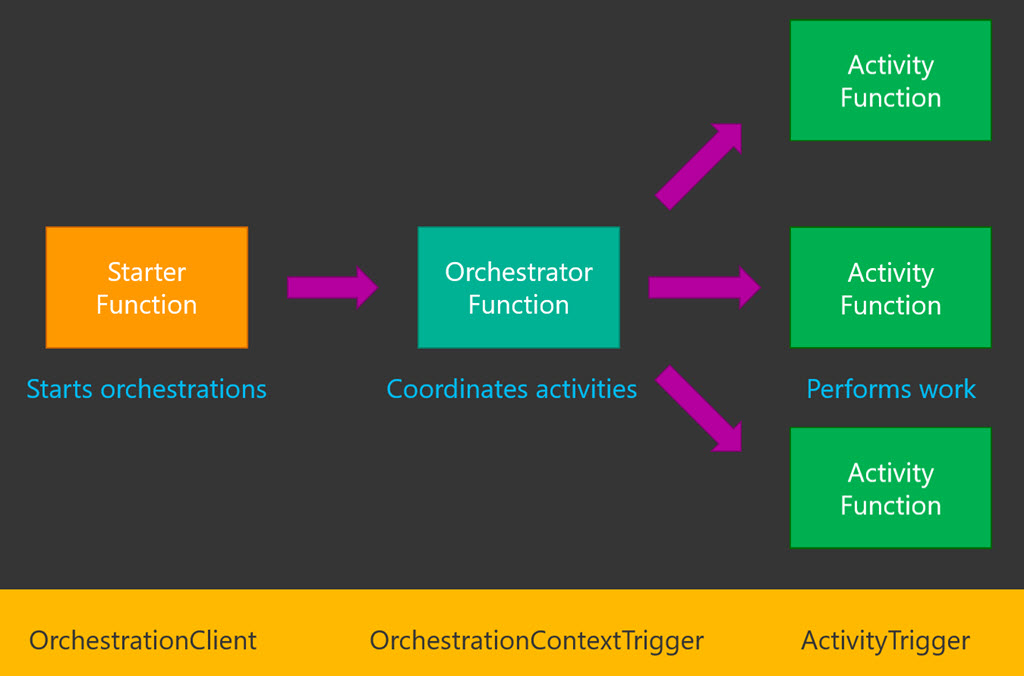 Activity
Function
Starter
Function
Orchestrator
Function
Activity
Function
Starts orchestrations
Coordinates activities
Performs work
Activity
Function
OrchestrationClient
OrchestrationContextTrigger
ActivityTrigger